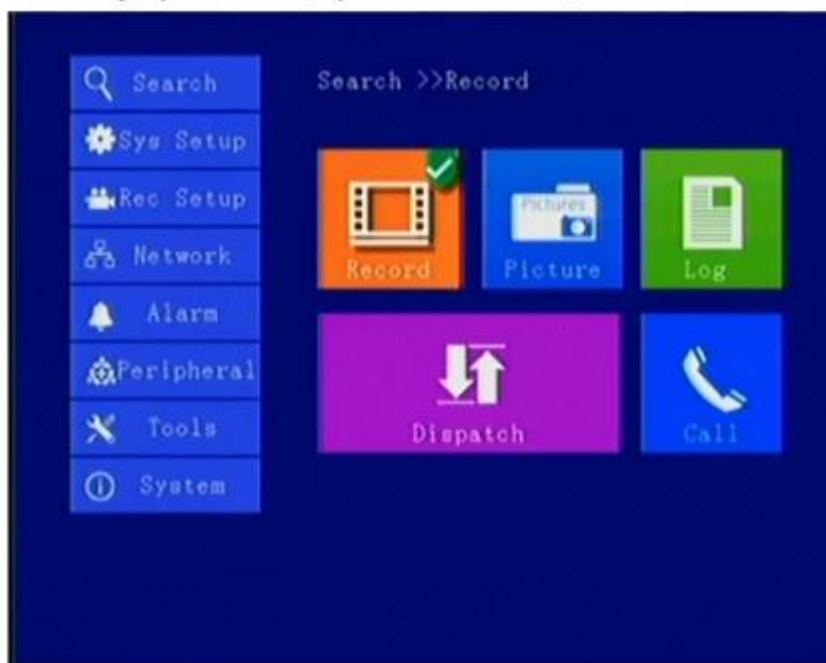 Search
Sys Setup
Rec Setup
Network
Alarm
Peripheral
Tools
System
Search >>Record
Record
Pictures
Picture
Log
Dispatch
Call